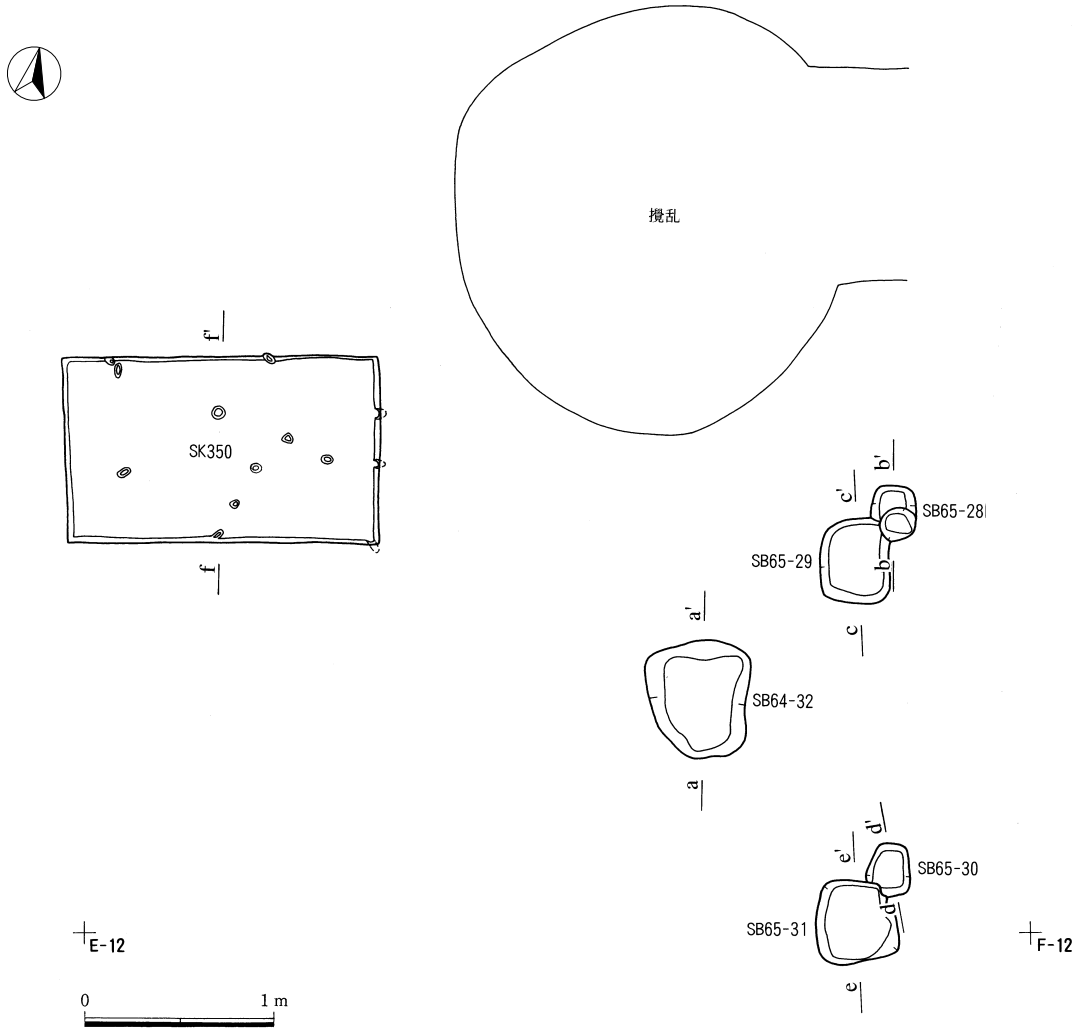 攪乱
f'
SK350
f
b'
c'
SB65-28
b
SB65-29
c
a'
SB64-32
a
d'
e'
SB65-30
d
SB65-31
e
E-12
F-12
0
1 m